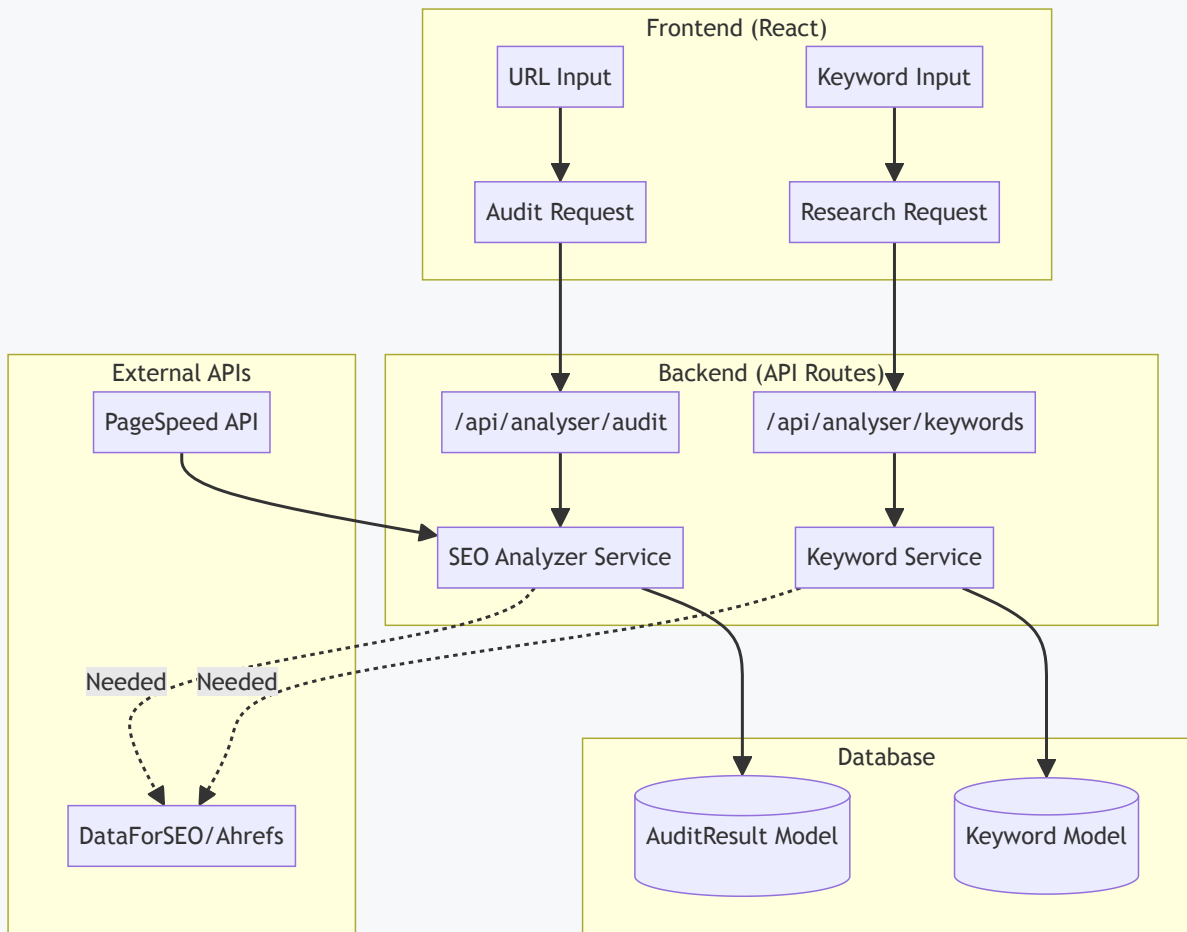 Frontend (React)
URL Input
Keyword Input
Audit Request
Research Request
External APIs
Backend (API Routes)
PageSpeed API
/api/analyser/audit
/api/analyser/keywords
SEO Analyzer Service
Keyword Service
Needed
Needed
Database
DataForSEO/Ahrefs
AuditResult Model
Keyword Model